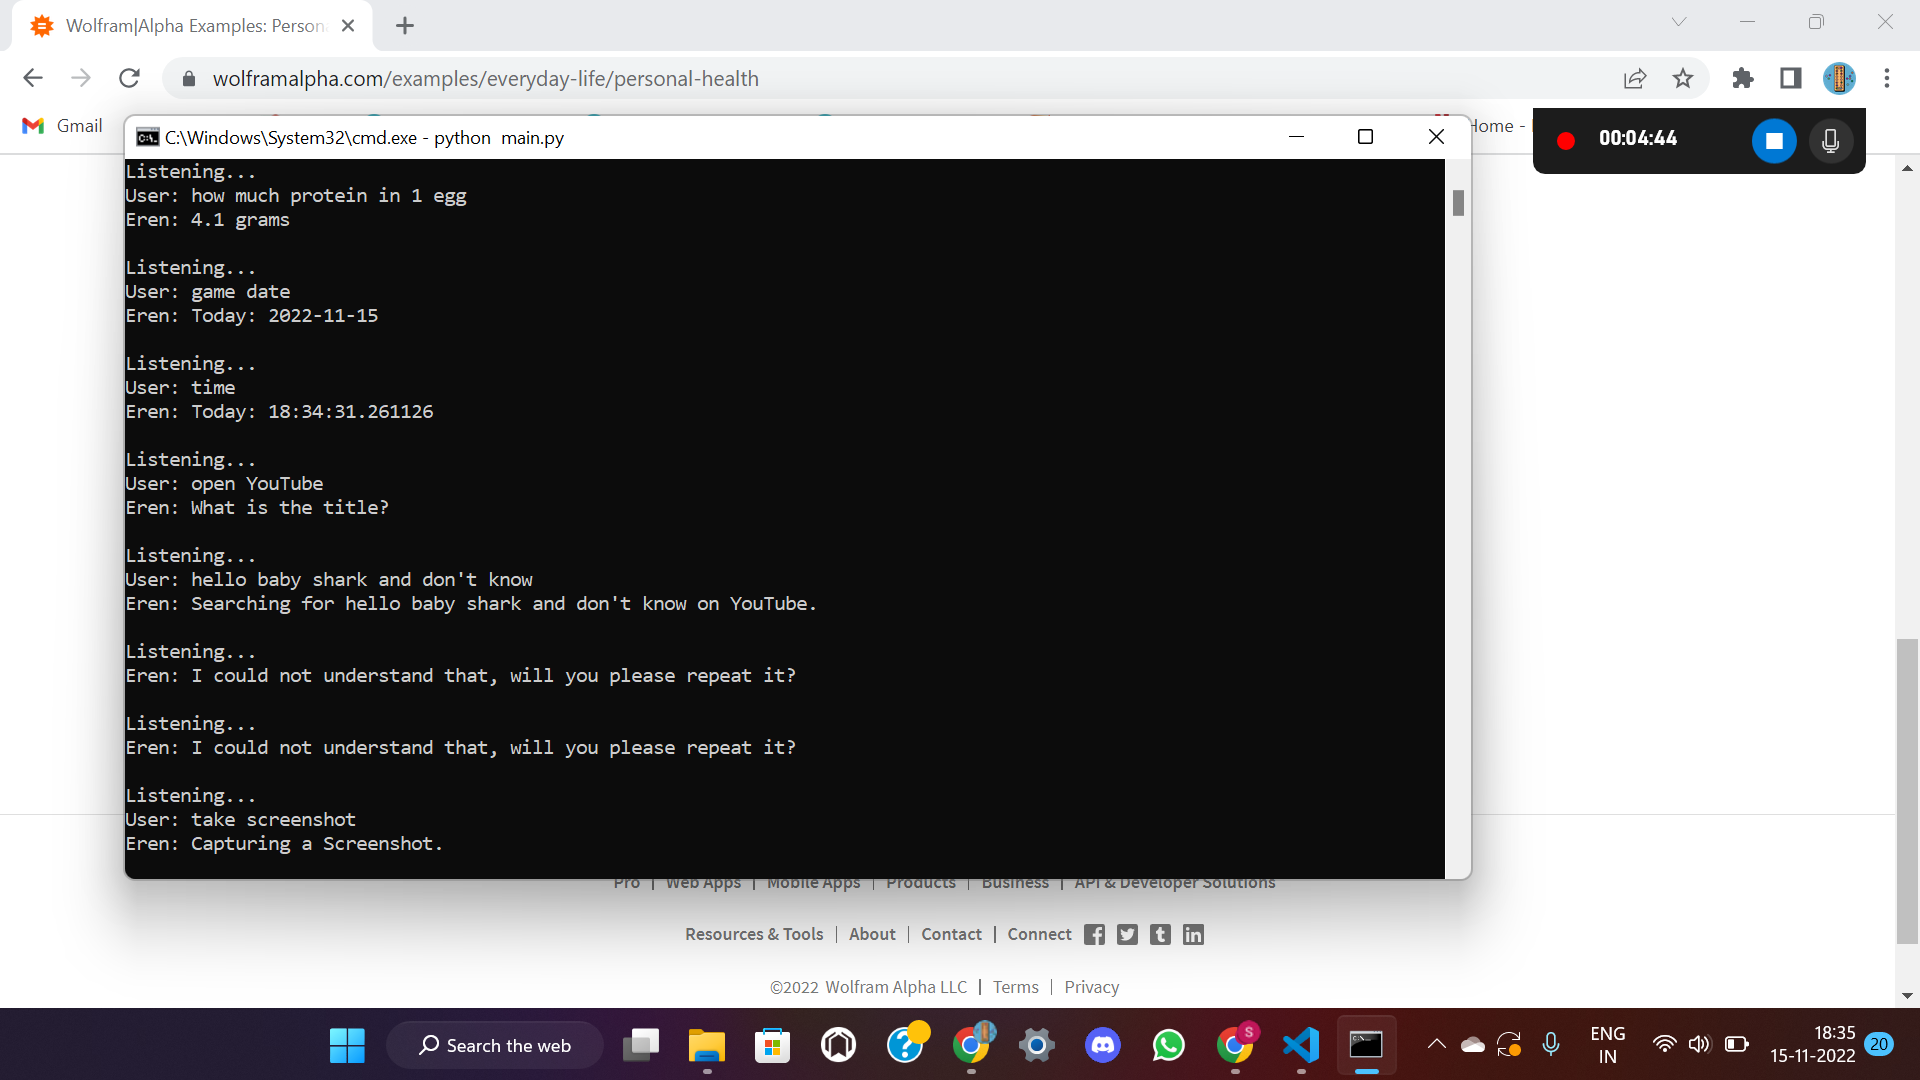 Wolfram|Alpha Examples: Person
wolframalpha.com/examples/everyday-life/personal-health
Gmail
Home -
00:04:44
C:\Windows\System32\cmd.exe - python  main.py
Listening...
User: how much protein in 1 egg
Eren: 4.1 grams
Listening...
User: game date
Eren: Today: 2022-11-15
Listening...
User: time
Eren: Today: 18:34:31.261126
Listening...
User: open YouTube
Eren: What is the title?
Listening...
User: hello baby shark and don't know
Eren: Searching for hello baby shark and don't know on YouTube.
Listening...
Eren: I could not understand that, will you please repeat it?
Listening...
Eren: I could not understand that, will you please repeat it?
Listening...
User: take screenshot
Eren: Capturing a Screenshot.
Pro | Web Apps | Mobile Apps | Products | Business | API & Developer Solutions
Resources & Tools | About | Contact | Connect
©2022 Wolfram Alpha LLC | Terms | Privacy
Search the web
S
ENG
IN
18:35
15-11-2022
20